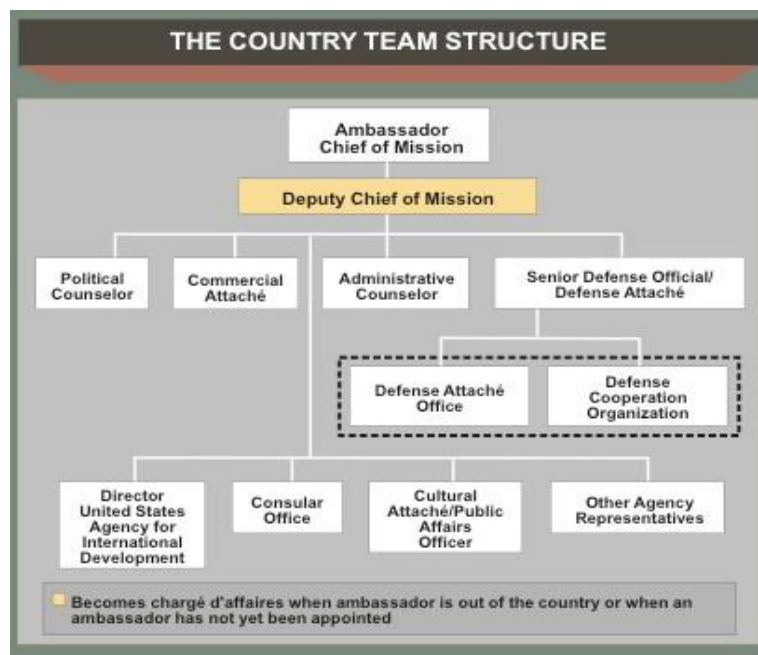 THE COUNTRY TEAM STRUCTURE
Ambassador
Chief of Mission
Deputy Chief of Mission
Political
Counselor
Commercial
Attaché
Administrative
Counselor
Senior Defense Official/
Defense Attaché
Defense Attaché
Office
Defense
Cooperation
Organization
Director
United States
Agency for
International
Development
Consular
Office
Cultural
Attaché/Public
Affairs
Officer
Other Agency
Representatives
Becomes chargé d'affaires when ambassador is out of the country or when an
ambassador has not yet been appointed